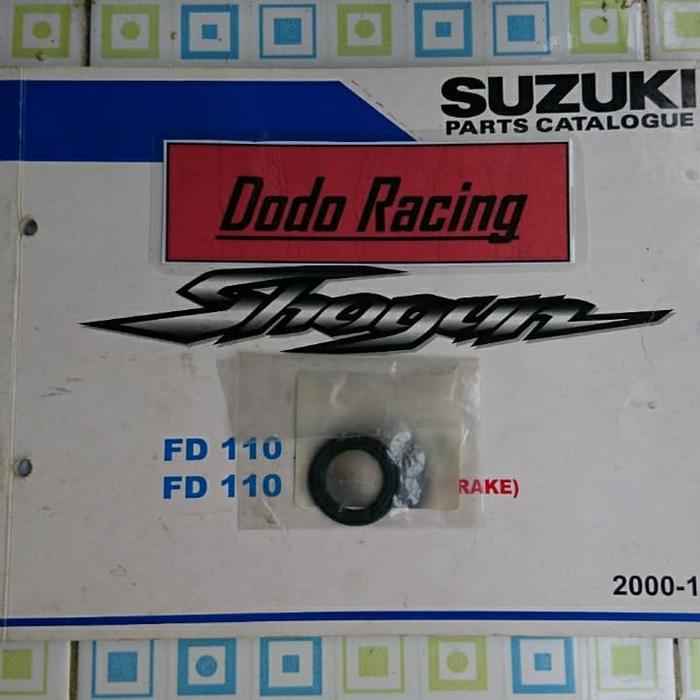 SUZUKI
PARTS CATALOGUE
Dodo Racing
Shogun
FD 110
FD 110 RAKE)
2000-1